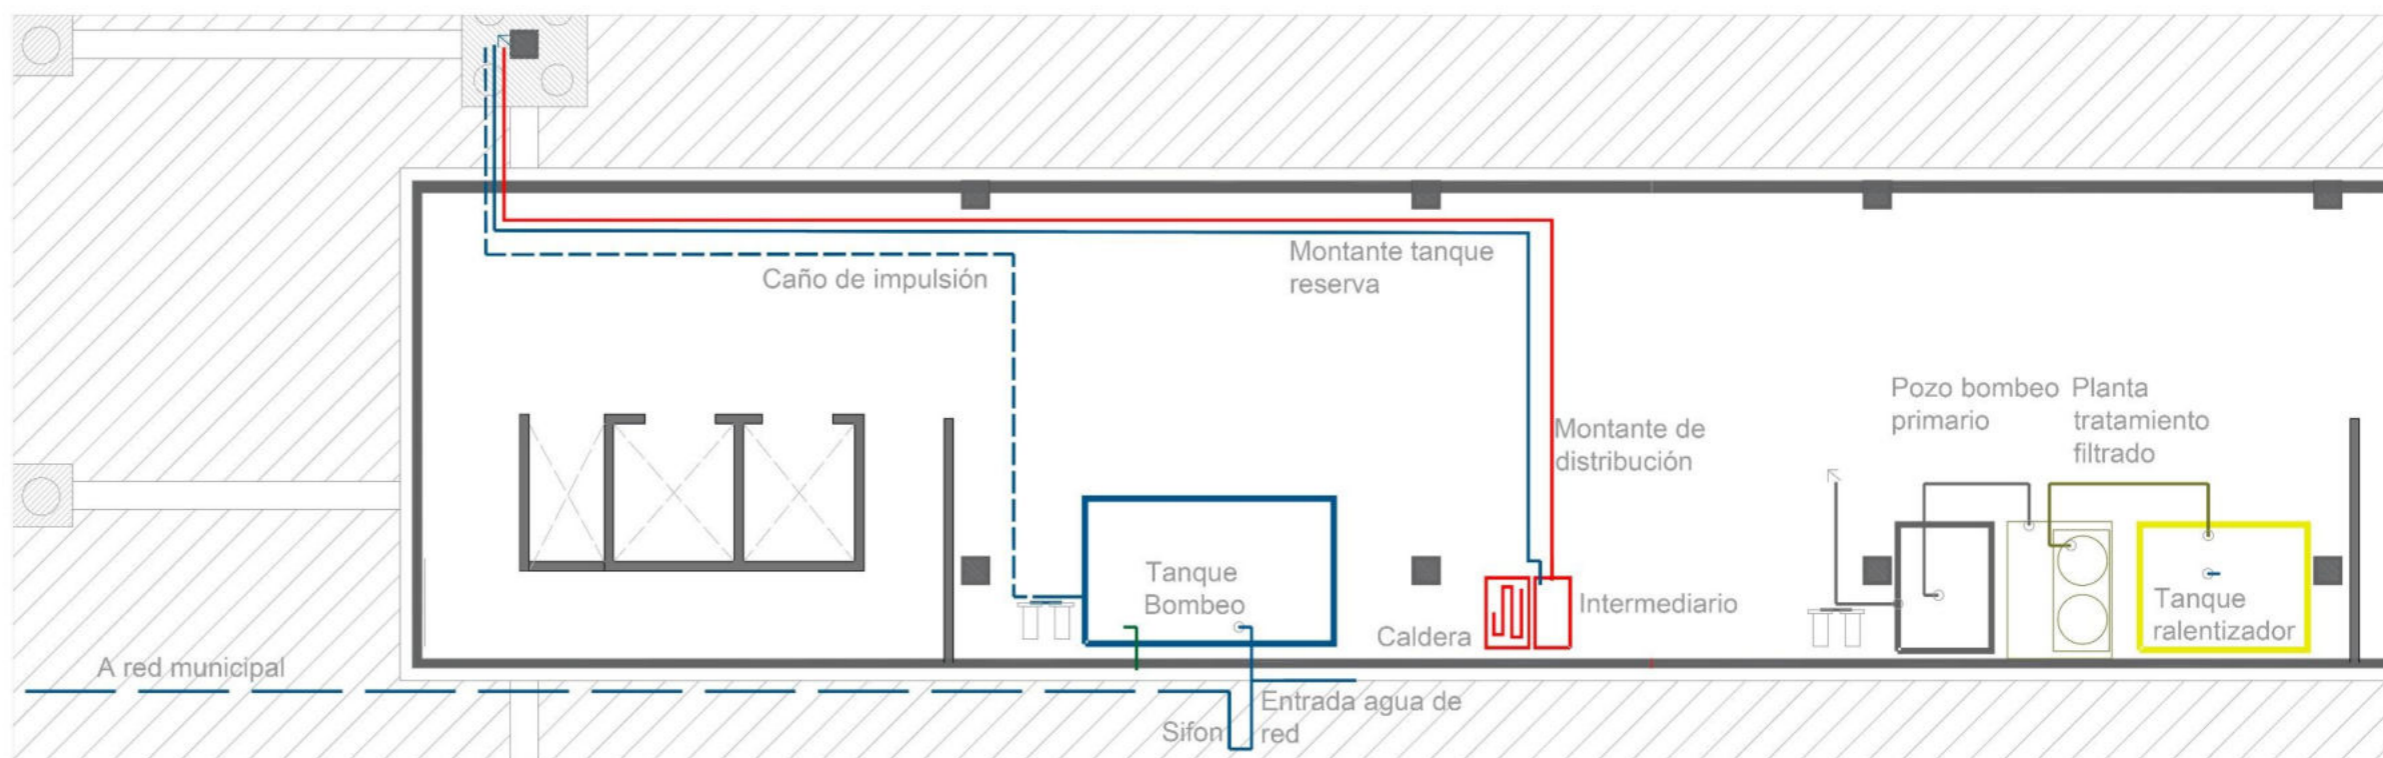 Montante tanque
reserva
Caño de impulsión
Pozo bombeo
primario
Planta
tratamiento
filtrado
Montante de
distribución
Tanque
Bombeo
Intermediario
Caldera
Tanque
ralentizador
A red municipal
Entrada agua de
red
Sifon